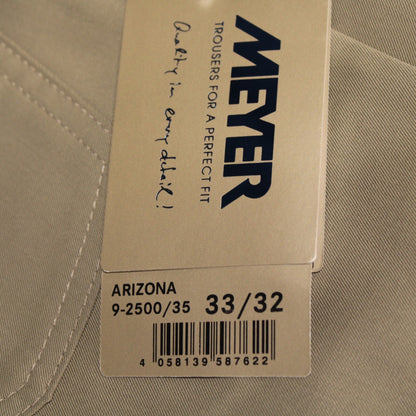 MEYER
TROUSERS FOR A PERFECT FIT
Quality in every detail!
ARIZONA
9-2500/35 33/32
4 058139 587622